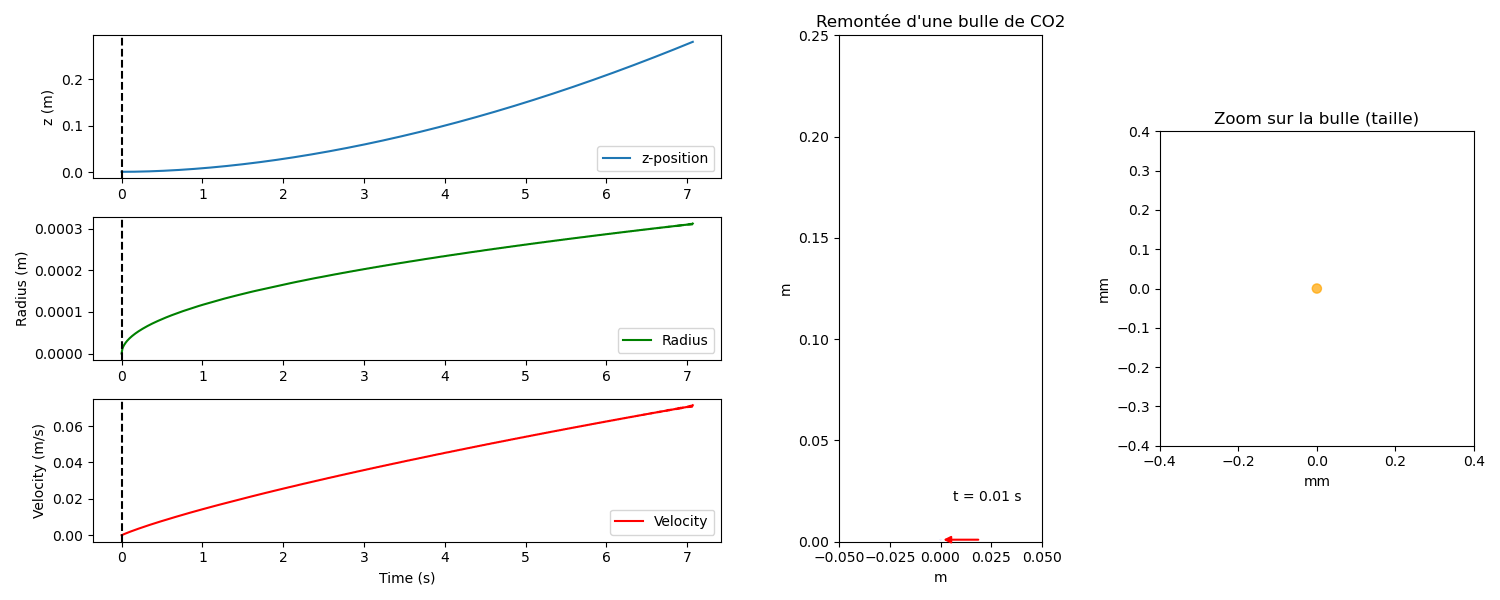 z (m)
0.2
0.1
0.0
z-position
0 1 2 3 4 5 6 7
Radius (m)
0.0003
0.0002
0.0001
0.0000
Radius
0 1 2 3 4 5 6 7
Velocity (m/s)
0.06
0.04
0.02
0.00
Velocity
0 1 2 3 4 5 6 7
Time (s)
Remontée d'une bulle de CO2
m
0.25
0.20
0.15
0.10
0.05
0.00
t = 0.01 s
−0.050 −0.025 0.000 0.025 0.050
m
Zoom sur la bulle (taille)
mm
0.4
0.3
0.2
0.1
0.0
−0.1
−0.2
−0.3
−0.4
−0.4 −0.2 0.0 0.2 0.4
mm